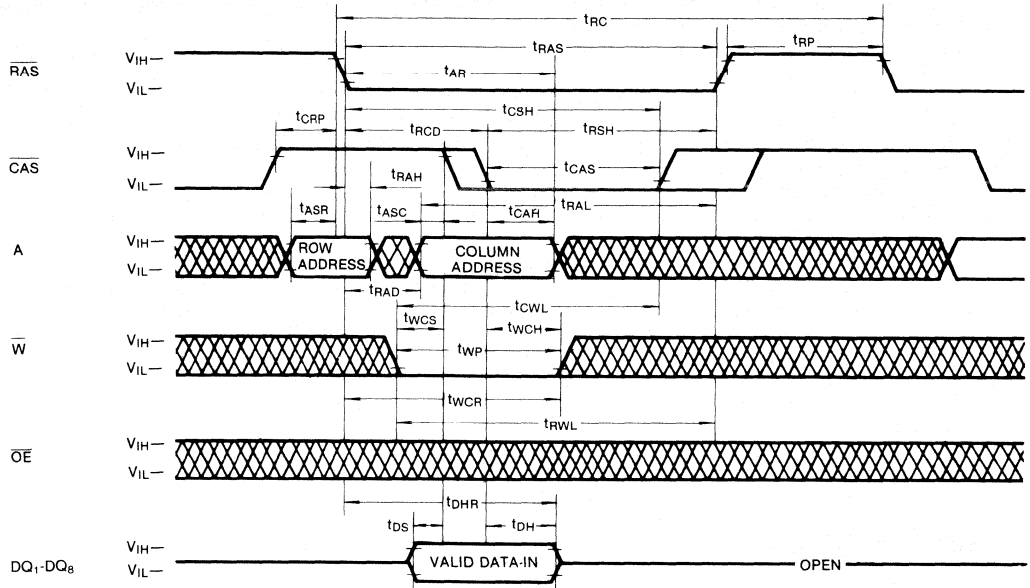 tRC
tRAS
tRP
RAS
VIH
VIL
tAR
tCSH
tCRP
tRCD
tRSH
CAS
VIH
VIL
tCAS
tRAH
tRAL
tASR
tASC
tCAH
A
VIH
VIL
ROW
ADDRESS
COLUMN
ADDRESS
tRAD
tCWL
tWCS
tWCH
W
VIH
VIL
tWP
tWCR
tRWL
OE
VIH
VIL
tDHR
tDS
tDH
DQ1-DQ8
VIH
VIL
VALID DATA-IN
OPEN